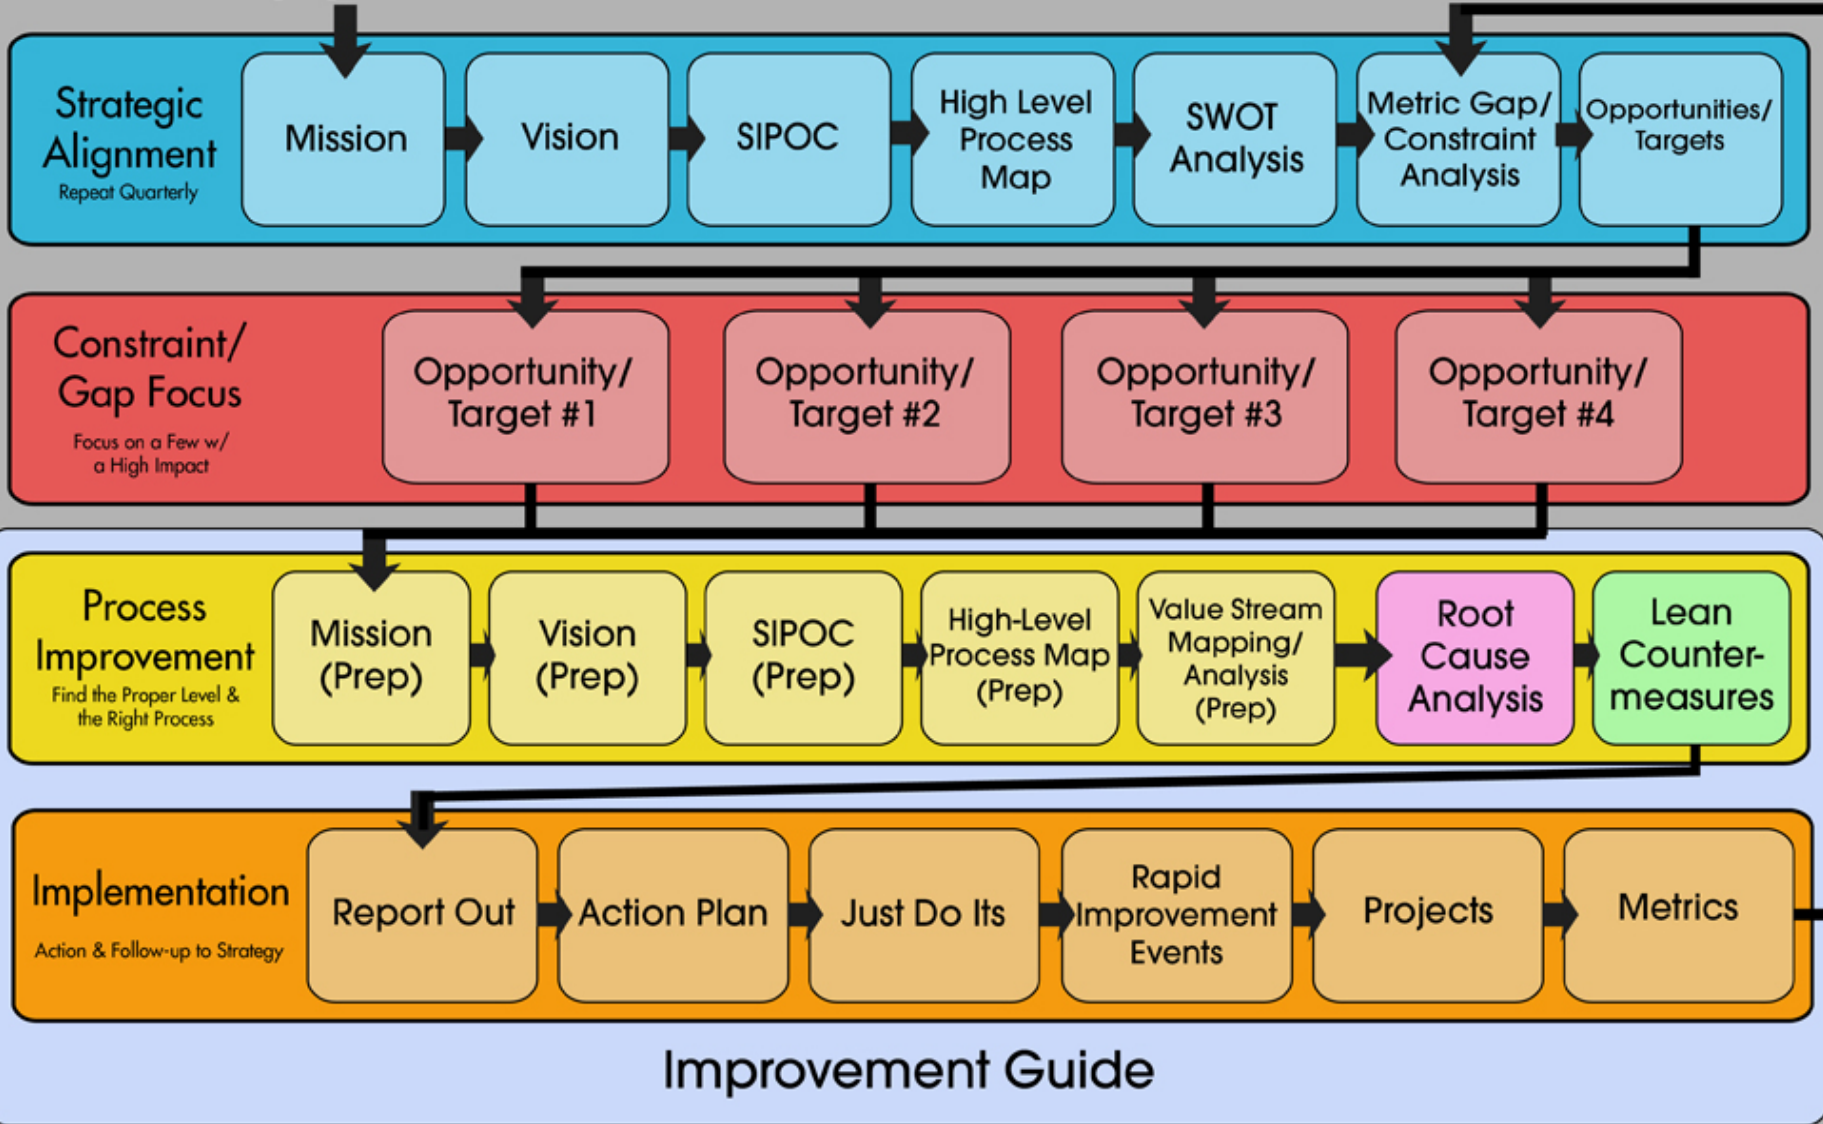 Strategic
Alignment
Repeat Quarterly
Mission
Vision
SIPOC
High Level
Process
Map
SWOT
Analysis
Metric Gap/
Constraint
Analysis
Opportunities/
Targets
Constraint/
Gap Focus
Focus on a Few w/
a High Impact
Opportunity/
Target #1
Opportunity/
Target #2
Opportunity/
Target #3
Opportunity/
Target #4
Process
Improvement
Find the Proper Level &
the Right Process
Mission
(Prep)
Vision
(Prep)
SIPOC
(Prep)
High-Level
Process Map
(Prep)
Value Stream
Mapping/
Analysis
(Prep)
Root
Cause
Analysis
Lean
Counter-
measures
Implementation
Action & Follow-up to Strategy
Report Out
Action Plan
Just Do Its
Rapid
Improvement
Events
Projects
Metrics
Improvement Guide